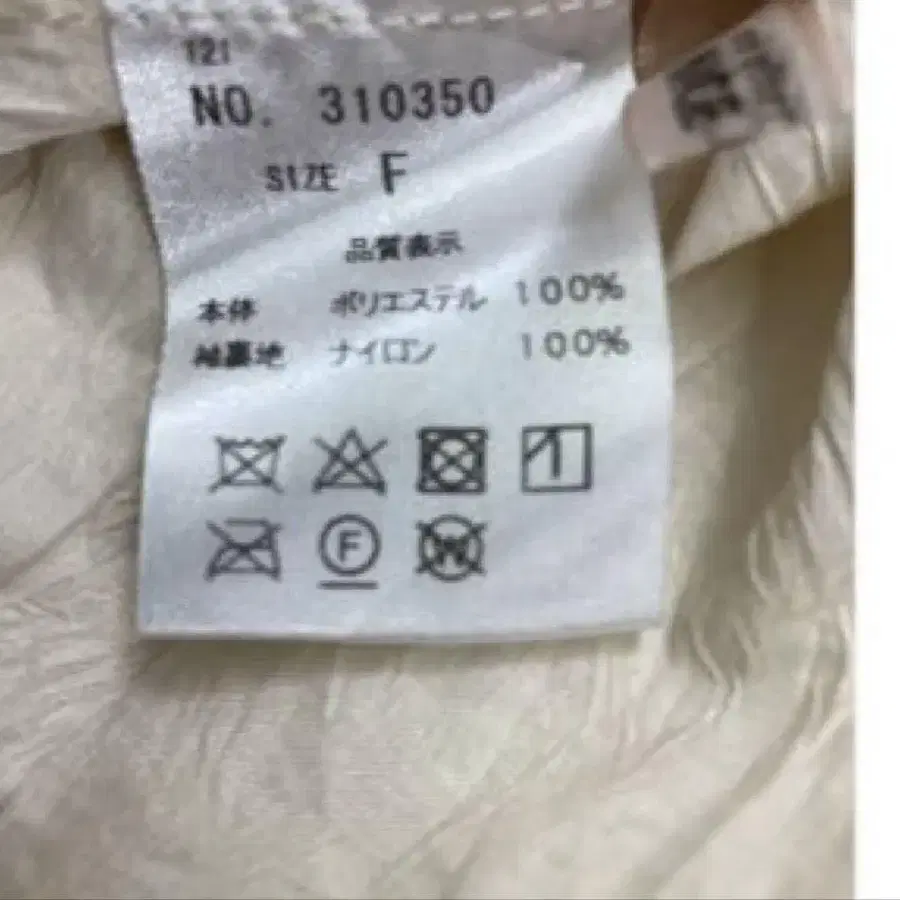 121
NO. 310350
SIZE F
品質表示
本体 ポリエステル 100%
袖裏地 ナイロン 100%
F
W